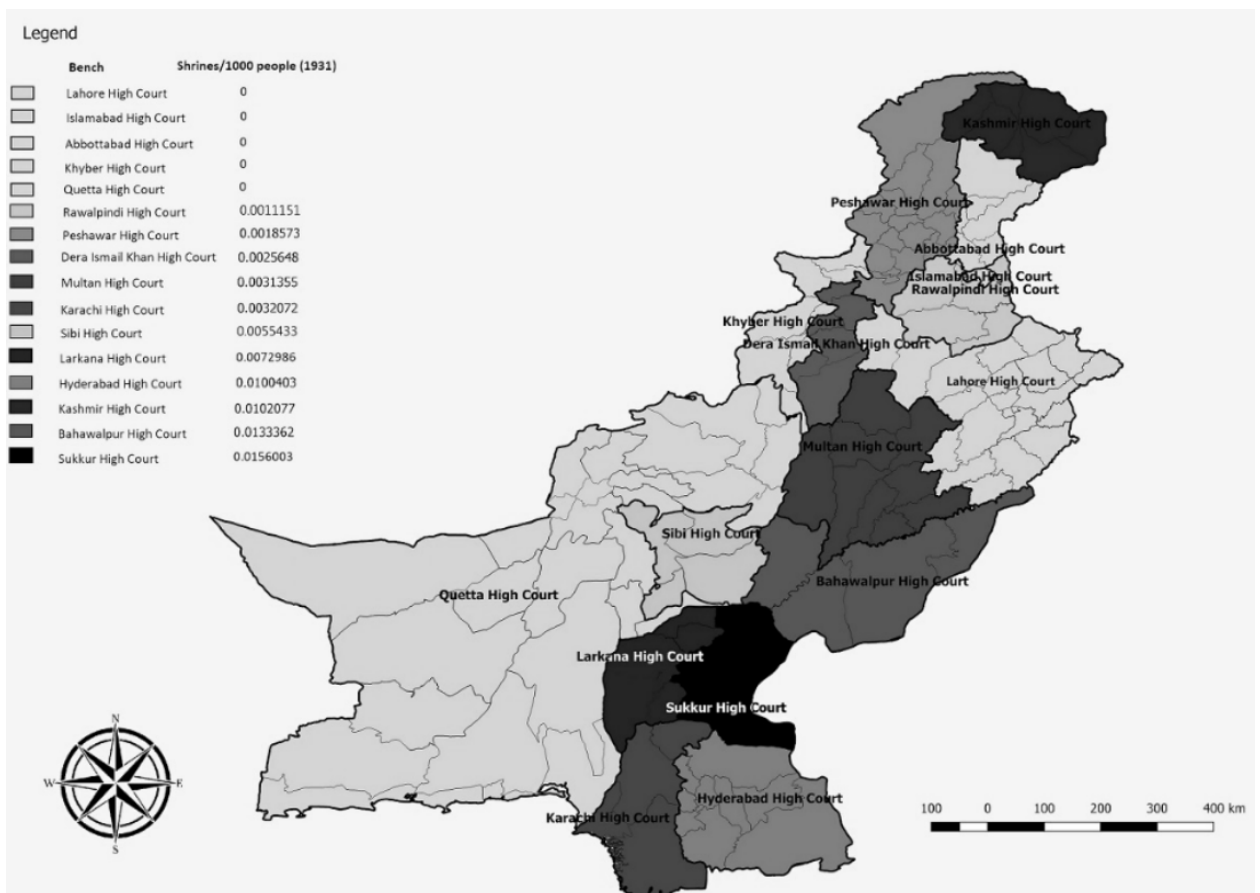 Legend
Bench Shrines/1000 people (1931)
Lahore High Court 0
Islamabad High Court 0
Abbottabad High Court 0
Khyber High Court 0
Quetta High Court 0
Rawalpindi High Court 0.0011151
Peshawar High Court 0.0018573
Dera Ismail Khan High Court 0.0025648
Multan High Court 0.0031355
Karachi High Court 0.0032072
Sibi High Court 0.0055433
Larkana High Court 0.0072986
Hyderabad High Court 0.0100403
Kashmir High Court 0.0102077
Bahawalpur High Court 0.0133362
Sukkur High Court 0.0156003
Kashmir High Court
Peshawar High Court
Abbottabad High Court
Islamabad High Court
Rawalpindi High Court
Khyber High Court
Dera Ismail Khan High Court
Lahore High Court
Multan High Court
Sibi High Court
Bahawalpur High Court
Quetta High Court
Larkana High Court
Sukkur High Court
Hyderabad High Court
Karachi High Court
N
W E
S
100 0 100 200 300 400 km